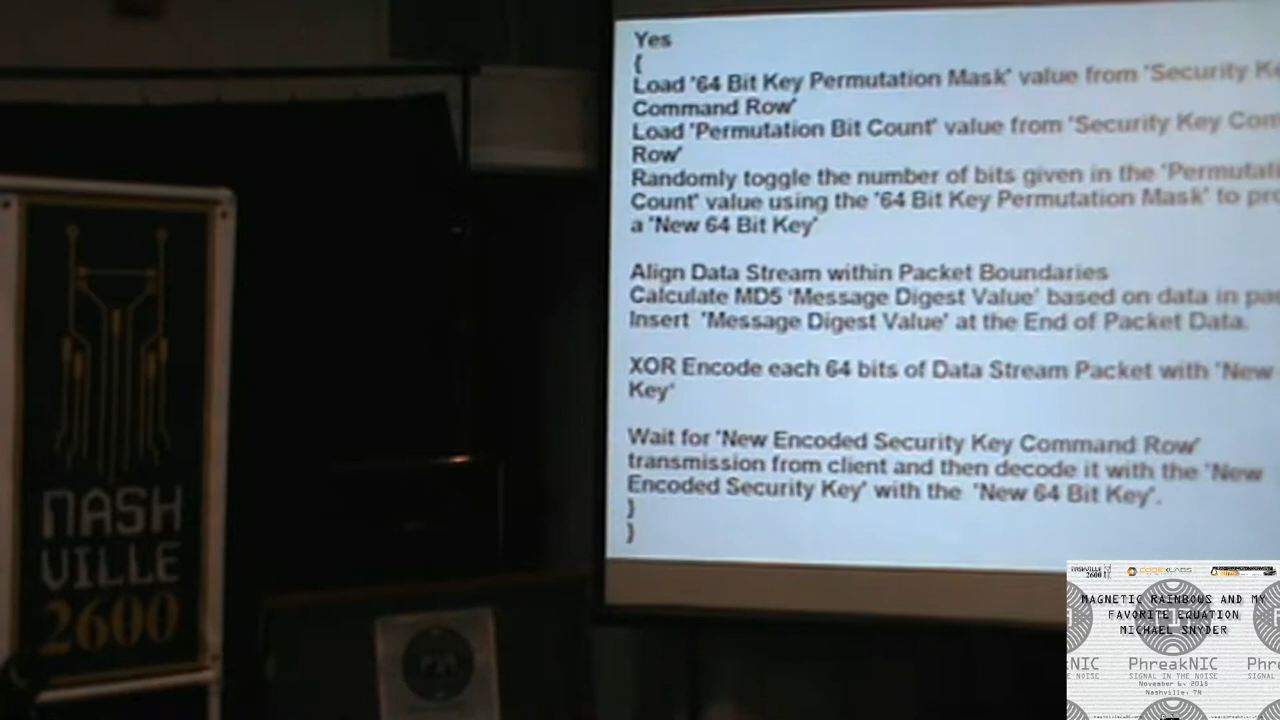 Yes
{
Load '64 Bit Key Permutation Mask' value from 'Security
Command Row'
Load 'Permutation Bit Count' value from 'Security Key
Row'
Randomly toggle the number of bits given in the
Count' value using the '64 Bit Key Permutation Mask' to
a 'New 64 Bit Key'
Align Data Stream within Packet Boundaries
Calculate MD5 'Message Digest Value' based on data in
Insert 'Message Digest Value' at the End of Packet Data.
XOR Encode each 64 bits of Data Stream Packet with 'New
Key'
Wait for 'New Encoded Security Key Command Row'
transmission from client and then decode it with the 'New
Encoded Security Key' with the 'New 64 Bit Key'.
}
}
NASH
VILLE
2600
NASHVILLE
2600
CODEXLABS
MAGNETIC RAINBOWS AND MY
FAVORITE EQUATION
MICHAEL SNYDER
PhreakNIC
SIGNAL IN THE NOISE
November 6, 2015
Nashville, TN